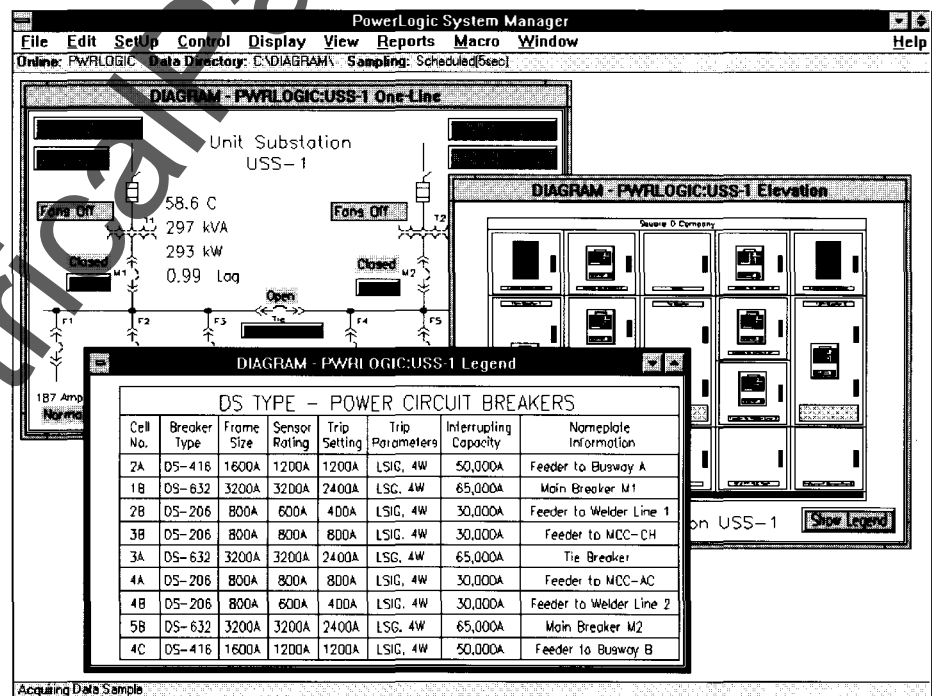 PowerLogic System Manager
File Edit SetUp Control Display View Reports Macro Window Help
Online: PWRLOGIC Data Directory: C:\DIAGRAM\ Sampling: Scheduled[5sec]
DIAGRAM - PWRLOGIC:USS-1 One-Line
Unit Substation
USS-1
58.6 C
Fans Off
Fans Off
T1
297 kVA
T2
293 kW
Closed
Closed
M1
0.99 Lag
M2
Open
Tie
F1 F2 F3 F4 F5
187 Amp
DIAGRAM - PWRLOGIC:USS-1 Elevation
Square D Company
on USS-1
Show Legend
DIAGRAM - PWRLOGIC:USS-1 Legend
DS TYPE - POWER CIRCUIT BREAKERS
Cell No. Breaker Type Frame Size Sensor Rating Trip Setting Trip Parameters Interrupting Capacity Nameplate Information
2A DS-416 1600A 1200A 1200A LSIG, 4W 50,000A Feeder to Busway A
1B DS-632 3200A 3200A 2400A LSG, 4W 65,000A Main Breaker M1
2B DS-206 800A 600A 400A LSIG, 4W 30,000A Feeder to Welder Line 1
3B DS-206 800A 800A 800A LSIG, 4W 30,000A Feeder to MCC-CH
3A DS-632 3200A 3200A 2400A LSG, 4W 65,000A Tie Breaker
4A DS-206 800A 800A 800A LSIG, 4W 30,000A Feeder to MCC-AC
4B DS-206 800A 600A 400A LSIG, 4W 30,000A Feeder to Welder Line 2
5B DS-632 3200A 3200A 2400A LSG, 4W 65,000A Main Breaker M2
4C DS-416 1600A 1200A 1200A LSIG, 4W 50,000A Feeder to Busway B
Acquiring Data Sample